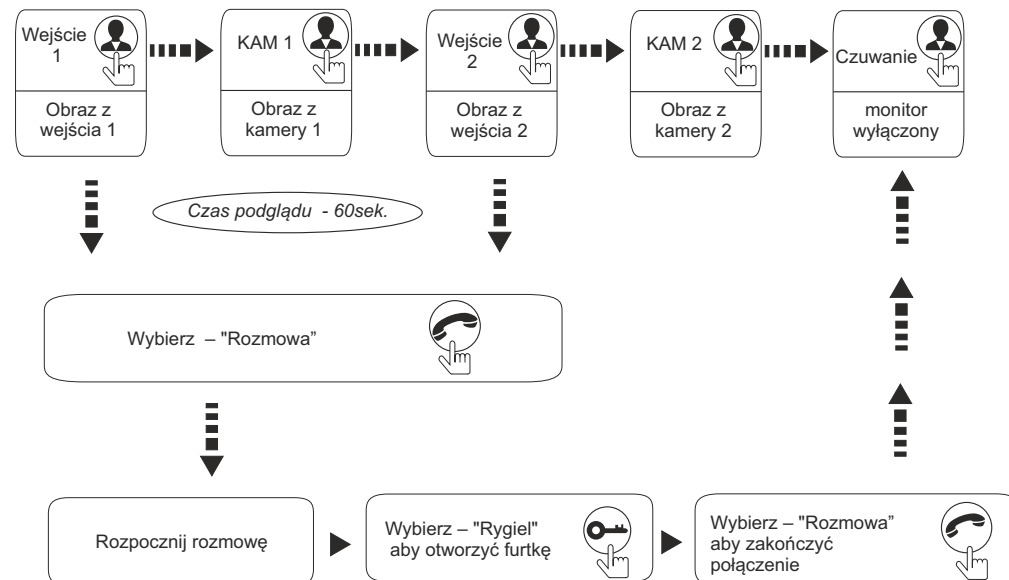 Wejście
1
Obraz z
wejścia 1
KAM 1
Obraz z
kamery 1
Wejście
2
Obraz z
wejścia 2
KAM 2
Obraz z
kamery 2
Czuwanie
monitor
wyłączony
Czas podglądu - 60sek.
Wybierz – "Rozmowa”
Rozpocznij rozmowę
Wybierz – "Rygiel"
aby otworzyć furtkę
Wybierz – "Rozmowa”
aby zakończyć
połączenie